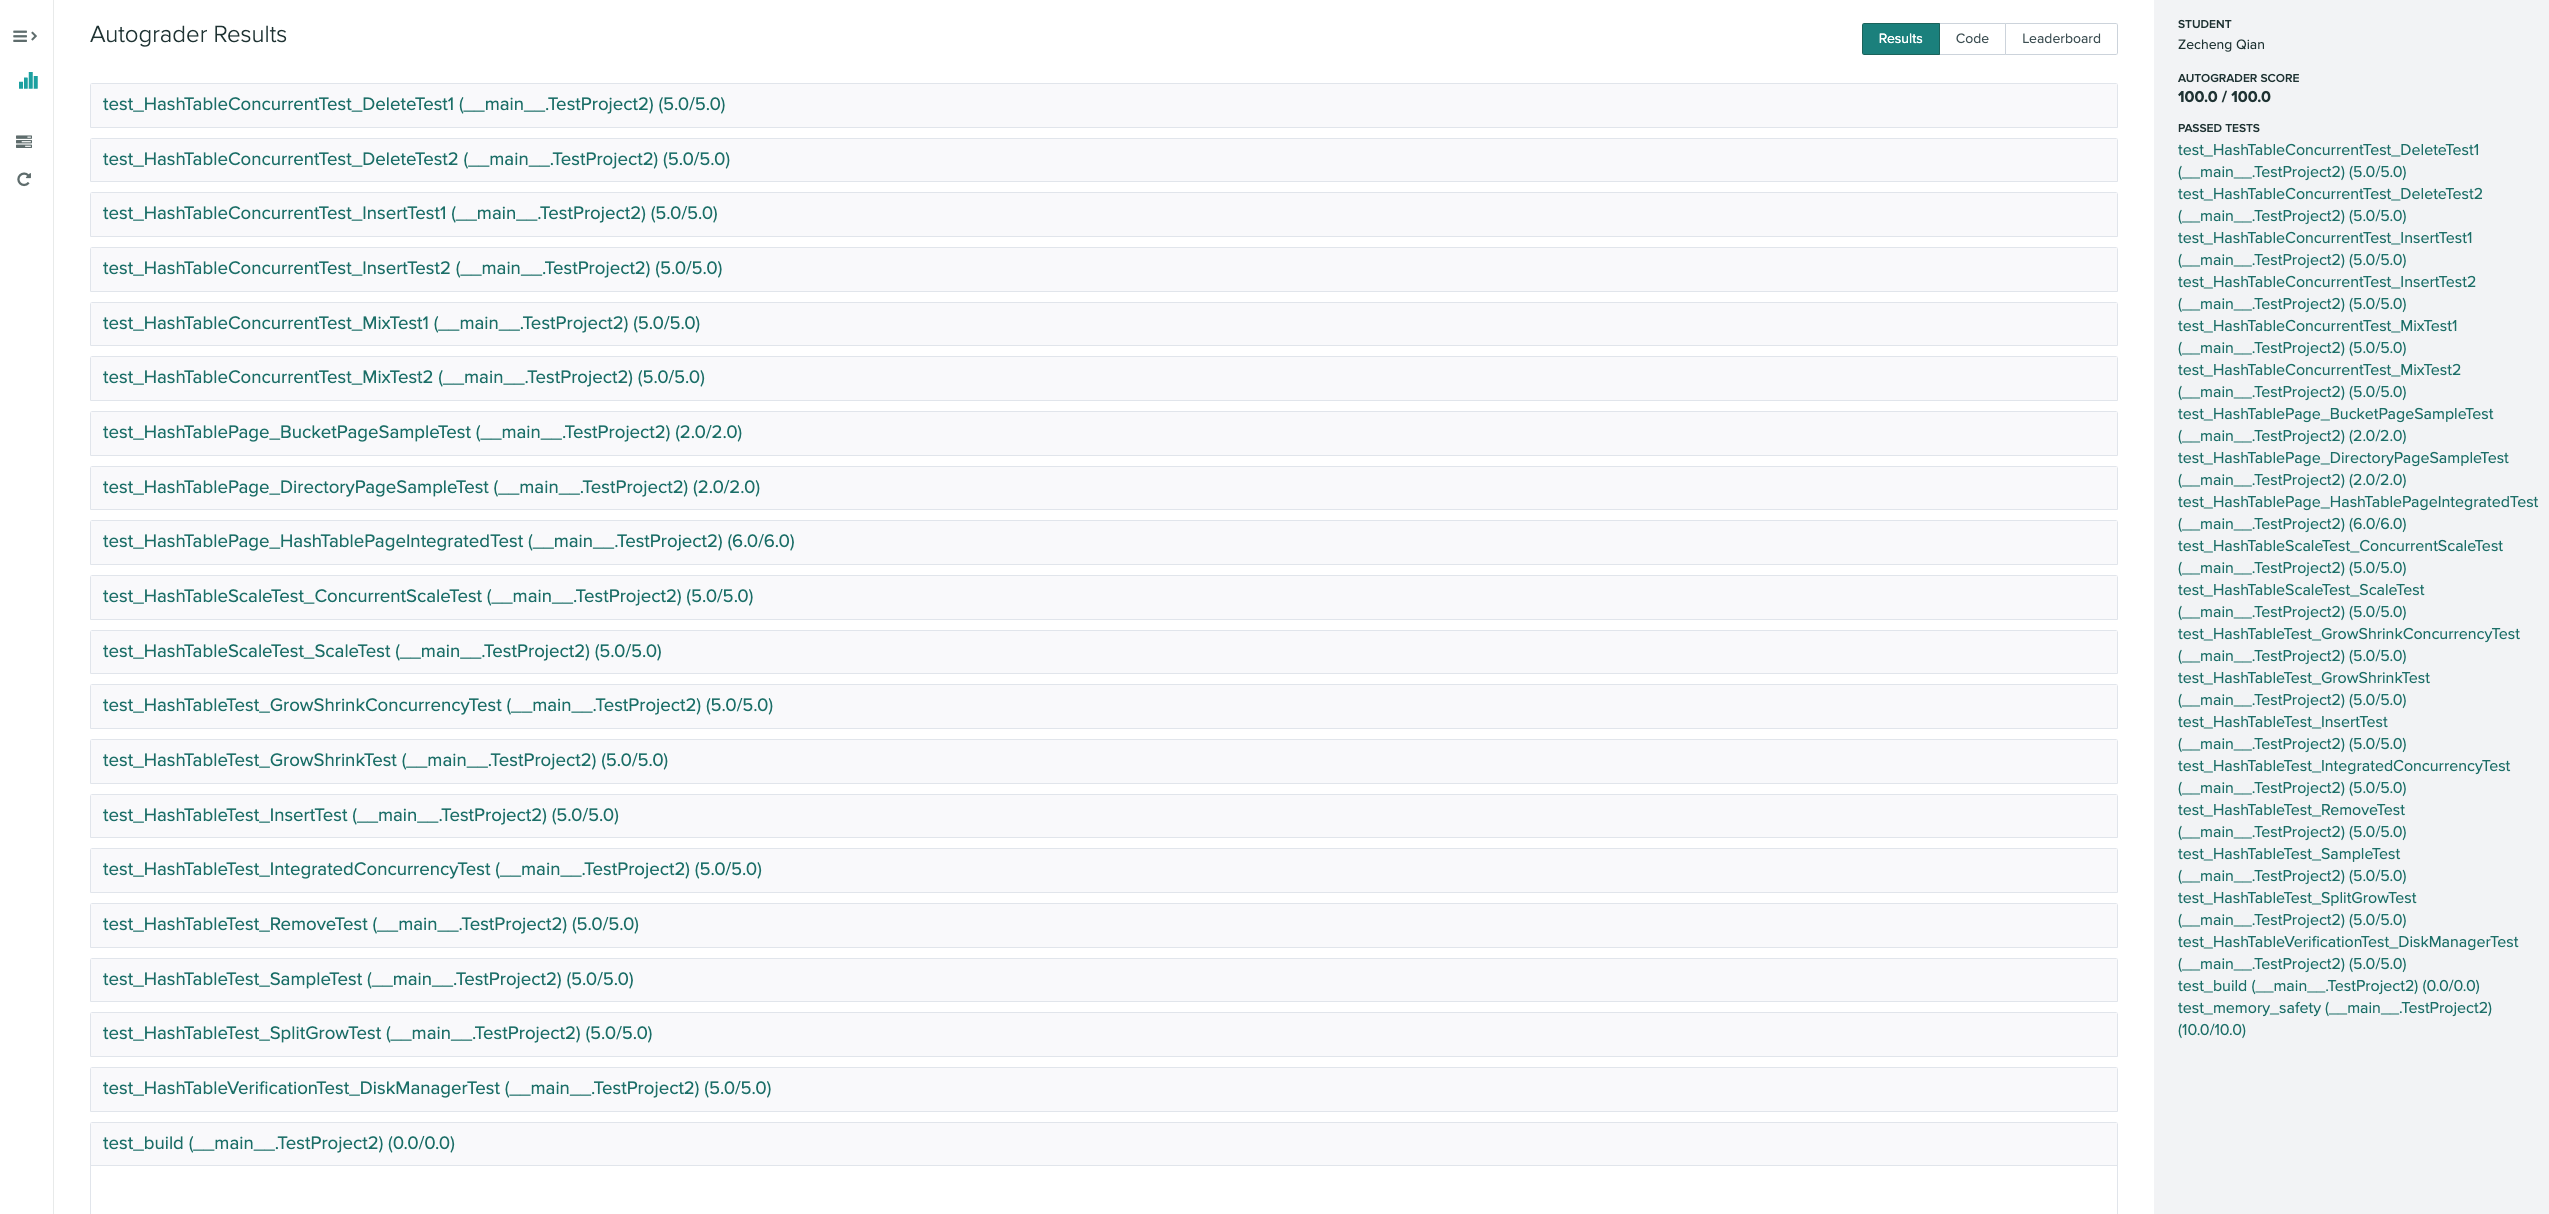 Autograder Results
Results
Code
Leaderboard
test_HashTableConcurrentTest_DeleteTest1 (__main__.TestProject2) (5.0/5.0)
test_HashTableConcurrentTest_DeleteTest2 (__main__.TestProject2) (5.0/5.0)
test_HashTableConcurrentTest_InsertTest1 (__main__.TestProject2) (5.0/5.0)
test_HashTableConcurrentTest_InsertTest2 (__main__.TestProject2) (5.0/5.0)
test_HashTableConcurrentTest_MixTest1 (__main__.TestProject2) (5.0/5.0)
test_HashTableConcurrentTest_MixTest2 (__main__.TestProject2) (5.0/5.0)
test_HashTablePage_BucketPageSampleTest (__main__.TestProject2) (2.0/2.0)
test_HashTablePage_DirectoryPageSampleTest (__main__.TestProject2) (2.0/2.0)
test_HashTablePage_HashTablePageIntegratedTest (__main__.TestProject2) (6.0/6.0)
test_HashTableScaleTest_ConcurrentScaleTest (__main__.TestProject2) (5.0/5.0)
test_HashTableScaleTest_ScaleTest (__main__.TestProject2) (5.0/5.0)
test_HashTableTest_GrowShrinkConcurrencyTest (__main__.TestProject2) (5.0/5.0)
test_HashTableTest_GrowShrinkTest (__main__.TestProject2) (5.0/5.0)
test_HashTableTest_InsertTest (__main__.TestProject2) (5.0/5.0)
test_HashTableTest_IntegratedConcurrencyTest (__main__.TestProject2) (5.0/5.0)
test_HashTableTest_RemoveTest (__main__.TestProject2) (5.0/5.0)
test_HashTableTest_SampleTest (__main__.TestProject2) (5.0/5.0)
test_HashTableTest_SplitGrowTest (__main__.TestProject2) (5.0/5.0)
test_HashTableVerificationTest_DiskManagerTest (__main__.TestProject2) (5.0/5.0)
test_build (__main__.TestProject2) (0.0/0.0)
STUDENT
Zecheng Qian
AUTOGRADER SCORE
100.0 / 100.0
PASSED TESTS
test_HashTableConcurrentTest_DeleteTest1
(__main__.TestProject2) (5.0/5.0)
test_HashTableConcurrentTest_DeleteTest2
(__main__.TestProject2) (5.0/5.0)
test_HashTableConcurrentTest_InsertTest1
(__main__.TestProject2) (5.0/5.0)
test_HashTableConcurrentTest_InsertTest2
(__main__.TestProject2) (5.0/5.0)
test_HashTableConcurrentTest_MixTest1
(__main__.TestProject2) (5.0/5.0)
test_HashTableConcurrentTest_MixTest2
(__main__.TestProject2) (5.0/5.0)
test_HashTablePage_BucketPageSampleTest
(__main__.TestProject2) (2.0/2.0)
test_HashTablePage_DirectoryPageSampleTest
(__main__.TestProject2) (2.0/2.0)
test_HashTablePage_HashTablePageIntegratedTest
(__main__.TestProject2) (6.0/6.0)
test_HashTableScaleTest_ConcurrentScaleTest
(__main__.TestProject2) (5.0/5.0)
test_HashTableScaleTest_ScaleTest
(__main__.TestProject2) (5.0/5.0)
test_HashTableTest_GrowShrinkConcurrencyTest
(__main__.TestProject2) (5.0/5.0)
test_HashTableTest_GrowShrinkTest
(__main__.TestProject2) (5.0/5.0)
test_HashTableTest_InsertTest
(__main__.TestProject2) (5.0/5.0)
test_HashTableTest_IntegratedConcurrencyTest
(__main__.TestProject2) (5.0/5.0)
test_HashTableTest_RemoveTest
(__main__.TestProject2) (5.0/5.0)
test_HashTableTest_SampleTest
(__main__.TestProject2) (5.0/5.0)
test_HashTableTest_SplitGrowTest
(__main__.TestProject2) (5.0/5.0)
test_HashTableVerificationTest_DiskManagerTest
(__main__.TestProject2) (5.0/5.0)
test_build (__main__.TestProject2) (0.0/0.0)
test_memory_safety (__main__.TestProject2)
(10.0/10.0)